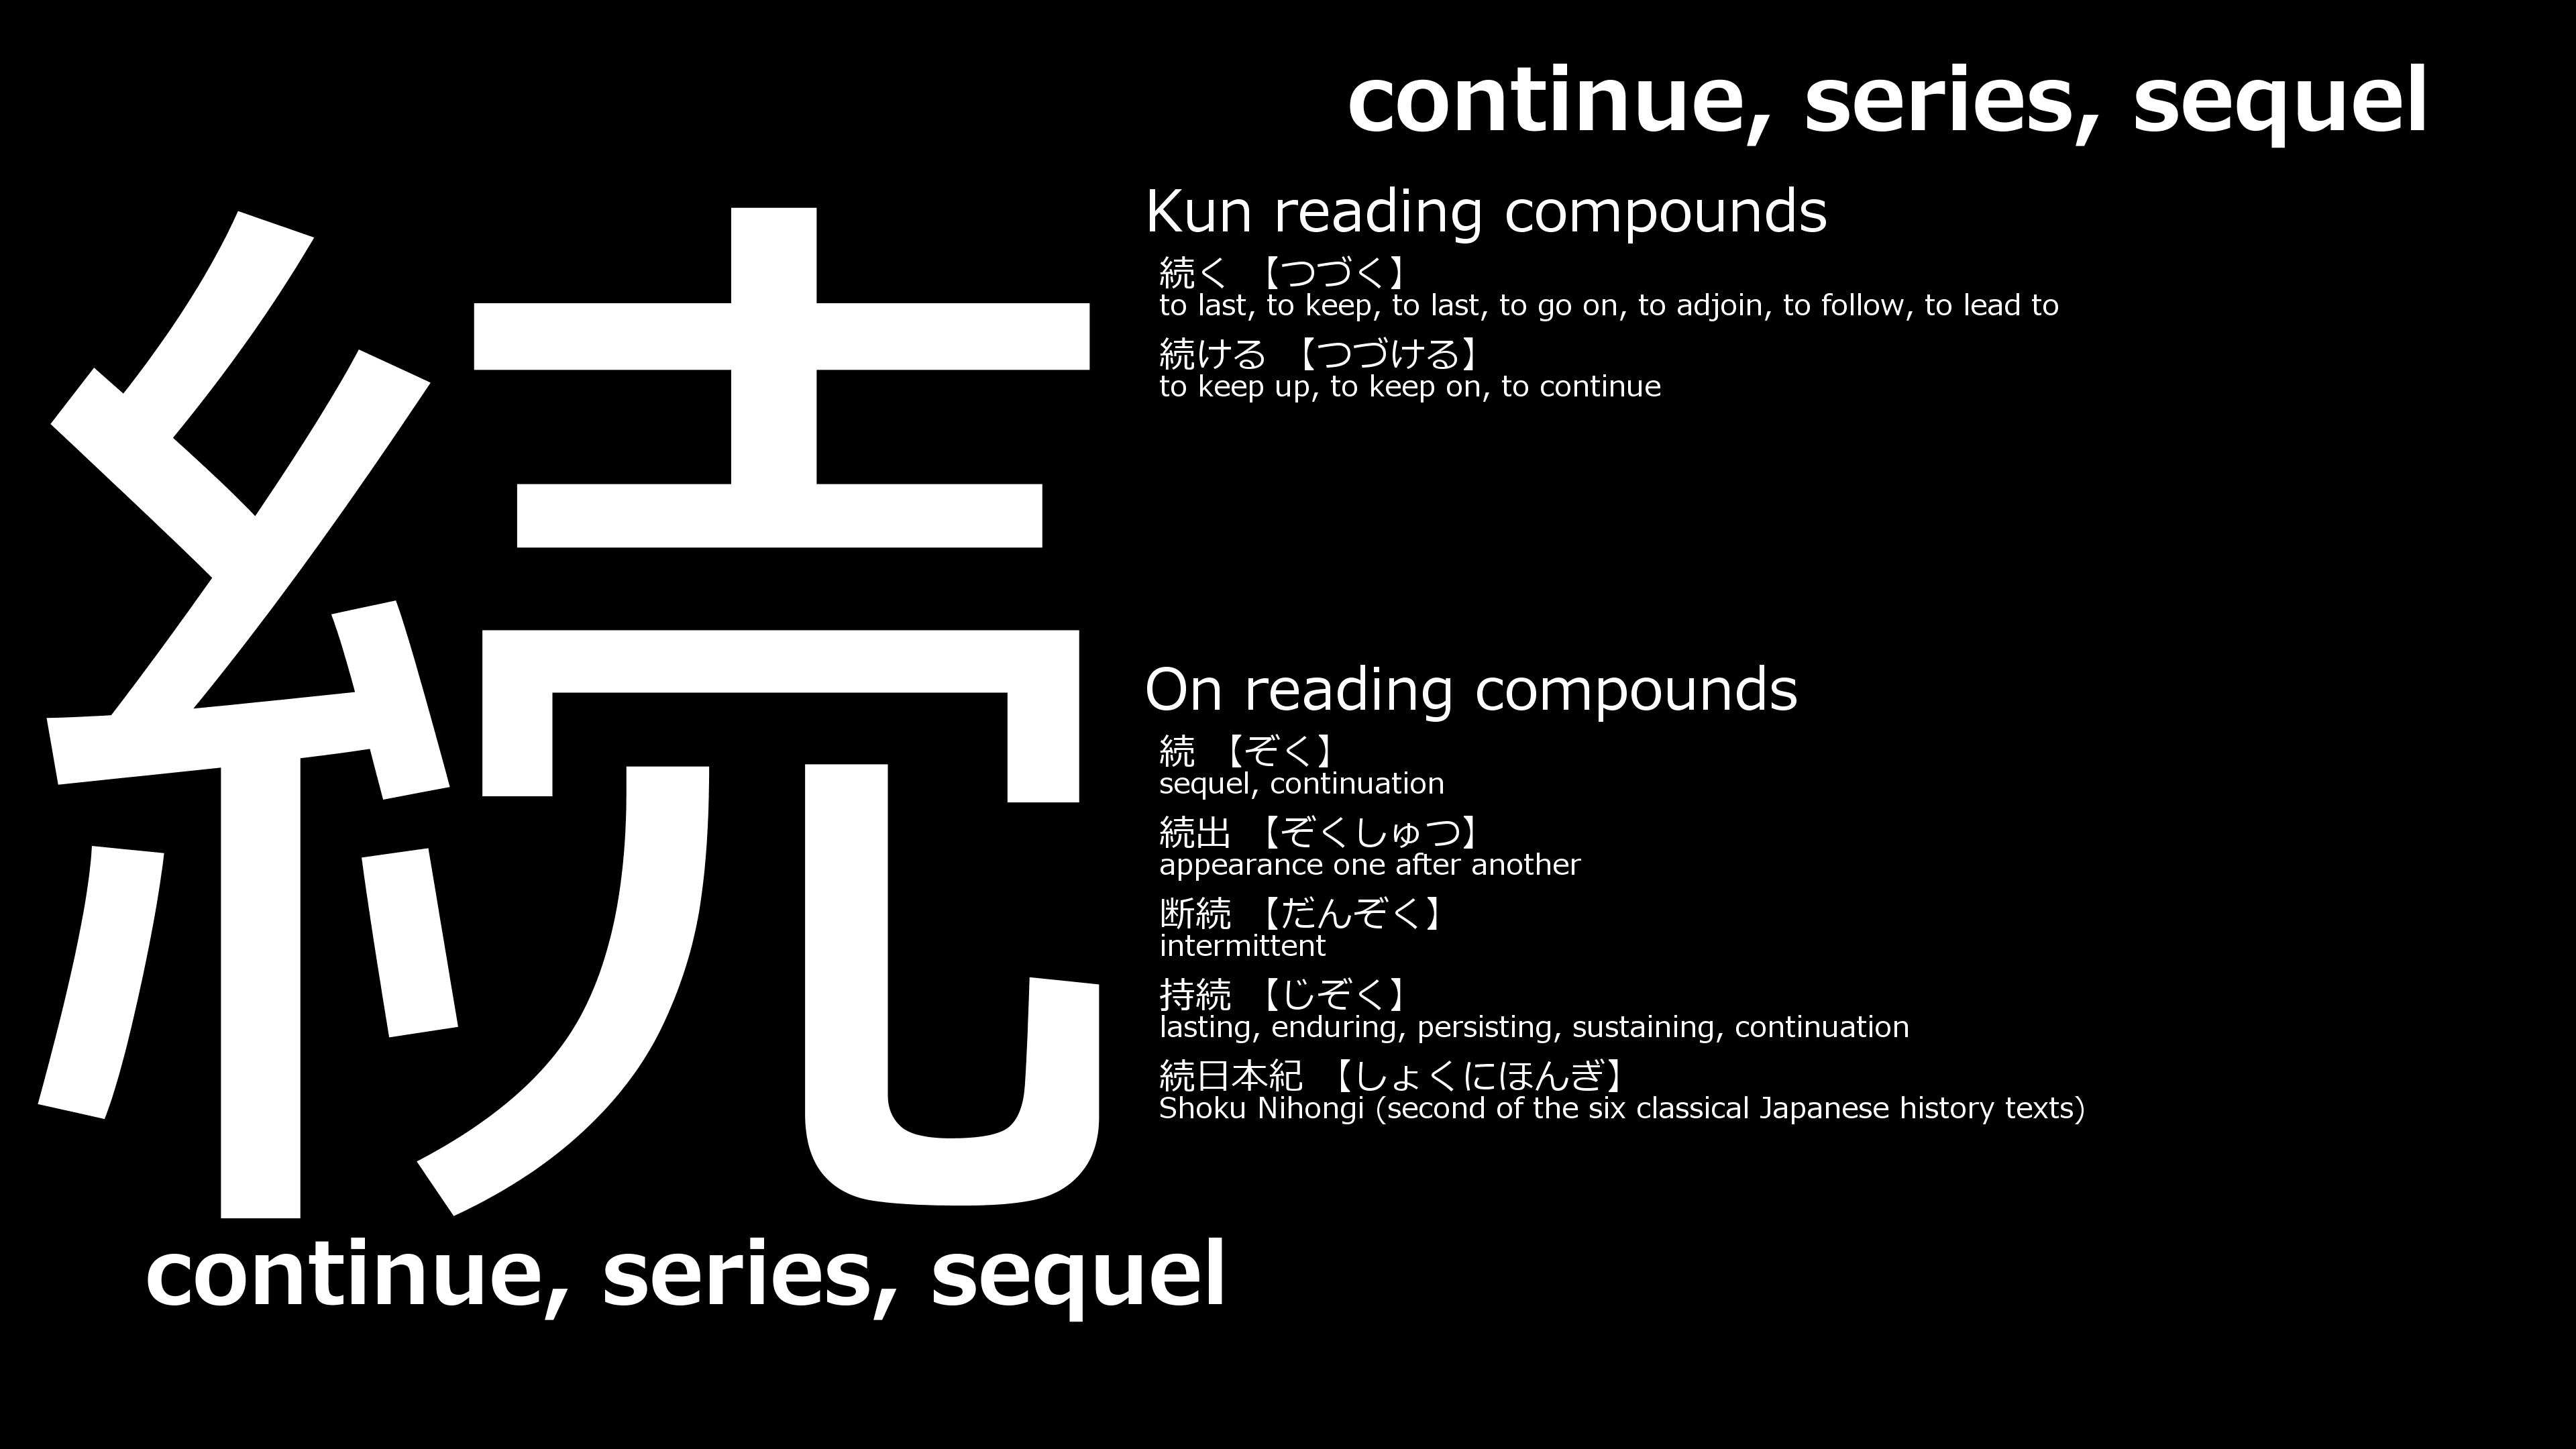 continue, series, sequel
続
Kun reading compounds
続く 【つづく】
to last, to keep, to last, to go on, to adjoin, to follow, to lead to
続ける 【つづける】
to keep up, to keep on, to continue
On reading compounds
続 【ぞく】
sequel, continuation
続出 【ぞくしゅつ】
appearance one after another
断続 【だんぞく】
intermittent
持続 【じぞく】
lasting, enduring, persisting, sustaining, continuation
続日本紀 【しょくにほんぎ】
Shoku Nihongi (second of the six classical Japanese history texts)
continue, series, sequel